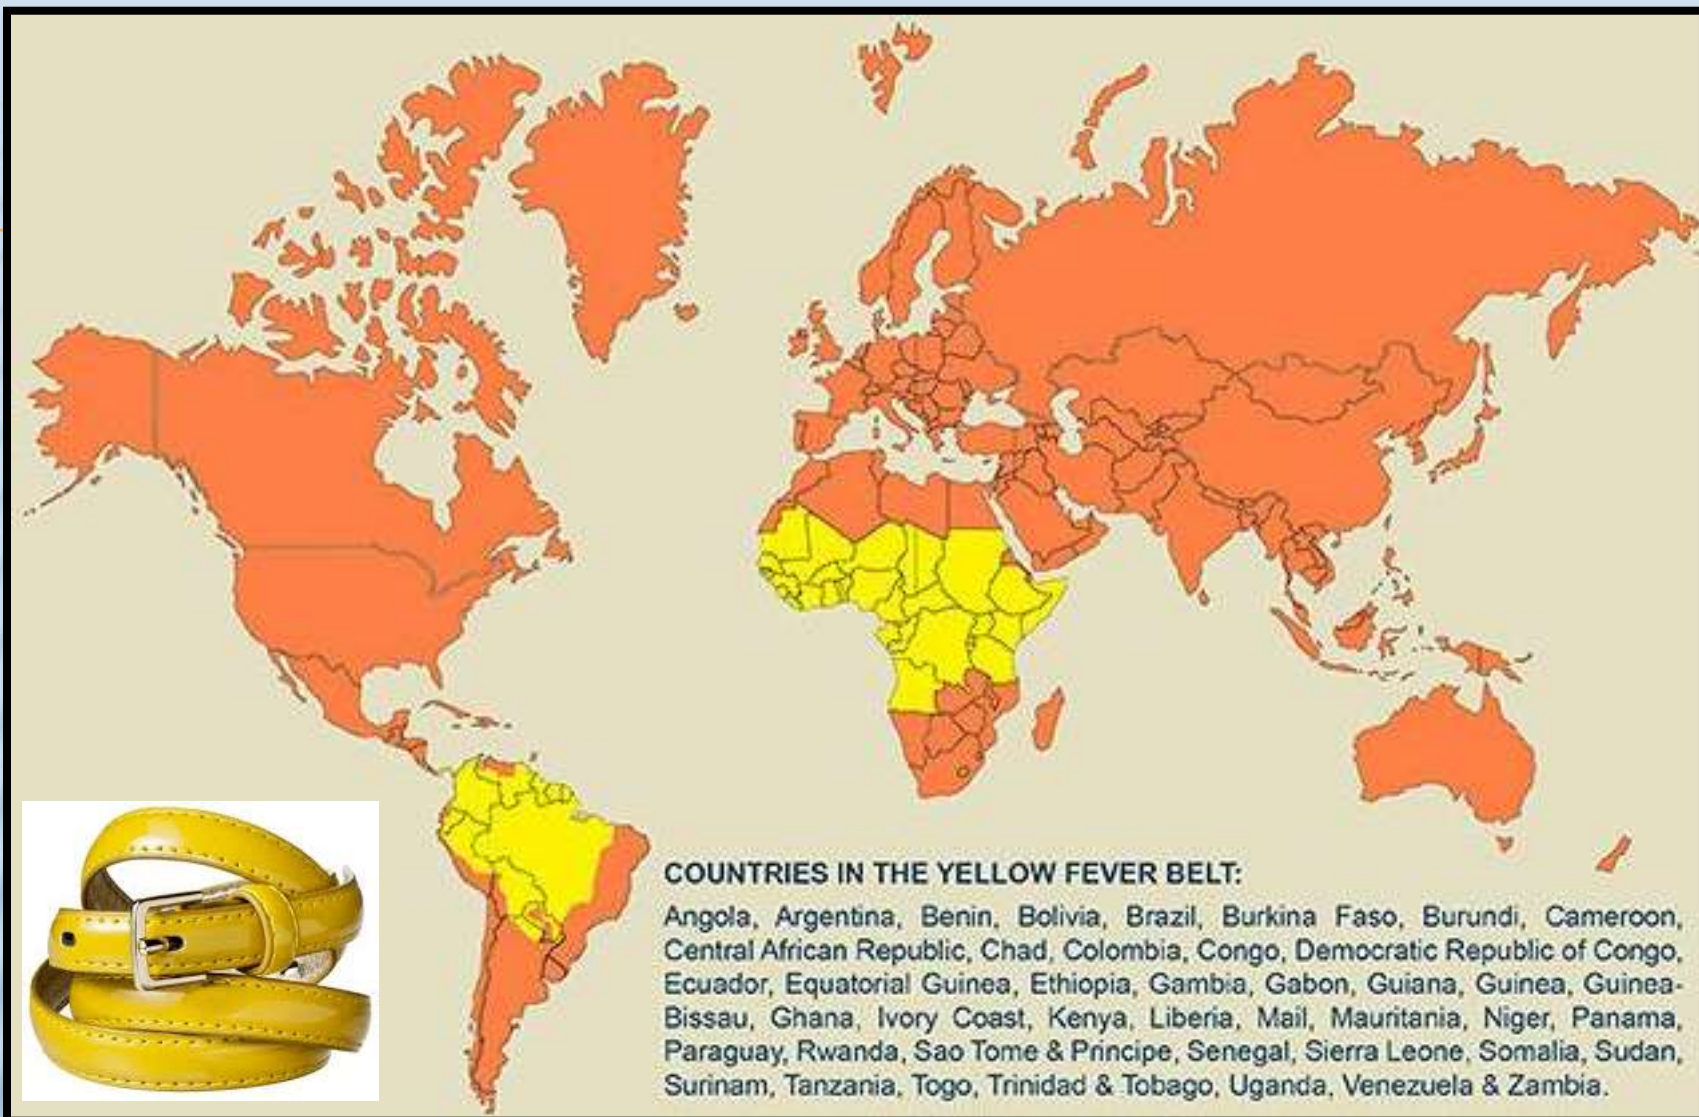 COUNTRIES IN THE YELLOW FEVER BELT:
Angola, Argentina, Benin, Bolivia, Brazil, Burkina Faso, Burundi, Cameroon,
Central African Republic, Chad, Colombia, Congo, Democratic Republic of Congo,
Ecuador, Equatorial Guinea, Ethiopia, Gambia, Gabon, Guiana, Guinea, Guinea-
Bissau, Ghana, Ivory Coast, Kenya, Liberia, Mail, Mauritania, Niger, Panama,
Paraguay, Rwanda, Sao Tome & Principe, Senegal, Sierra Leone, Somalia, Sudan,
Surinam, Tanzania, Togo, Trinidad & Tobago, Uganda, Venezuela & Zambia.